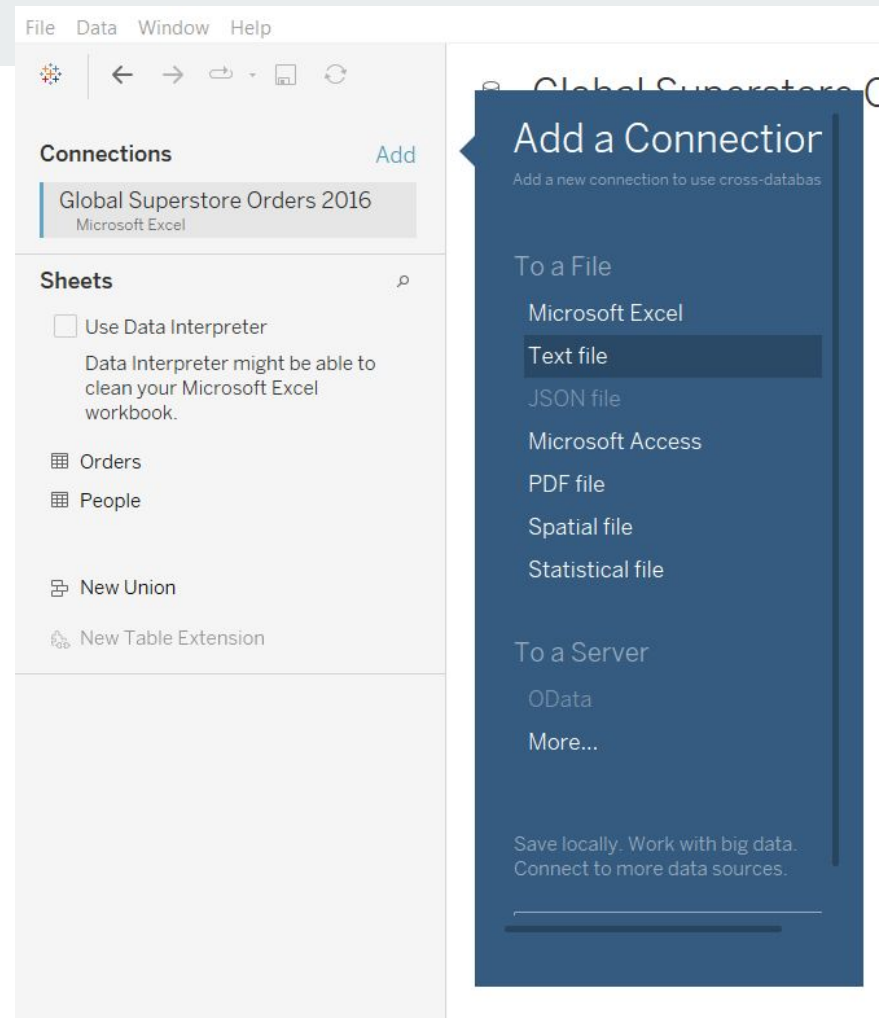 File Data Window Help
Connections Add
Global Superstore Orders 2016
Microsoft Excel
Sheets
Use Data Interpreter
Data Interpreter might be able to
clean your Microsoft Excel
workbook.
Orders
People
New Union
New Table Extension
Global Superstore
Add a Connection
Add a new connection to use cross-databas
To a File
Microsoft Excel
Text file
JSON file
Microsoft Access
PDF file
Spatial file
Statistical file
To a Server
OData
More...
Save locally. Work with big data.
Connect to more data sources.